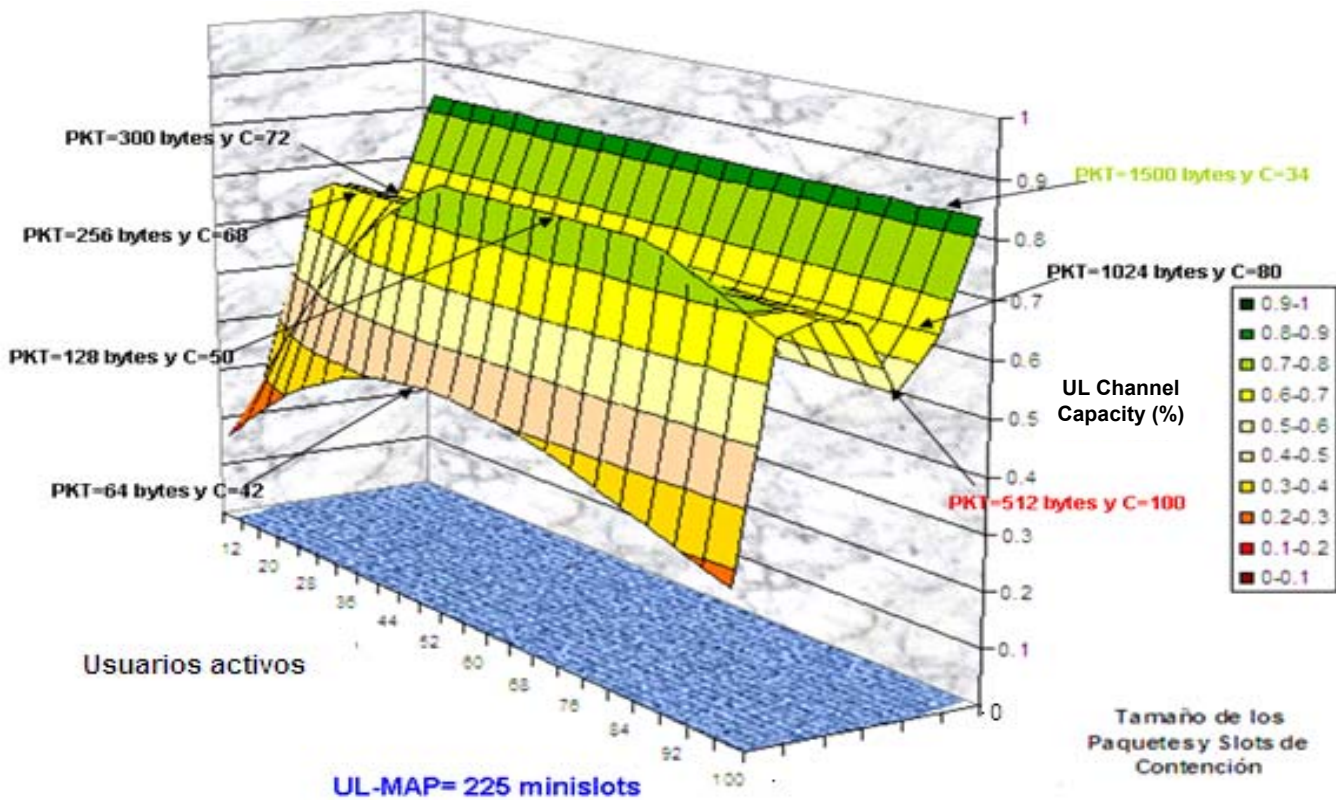 PKT=300 bytes y C=72
PKT=256 bytes y C=68
PKT=128 bytes y C=50
PKT=64 bytes y C=42
PKT=1500 bytes y C=34
PKT=1024 bytes y C=80
PKT=512 bytes y C=100
1
0.9
0.8
0.7
0.6
0.5
0.4
0.3
0.2
0.1
0
UL Channel
Capacity (%)
0.9-1
0.8-0.9
0.7-0.8
0.6-0.7
0.5-0.6
0.4-0.5
0.3-0.4
0.2-0.3
0.1-0.2
0-0.1
12
20
28
36
44
52
60
68
76
84
92
100
Usuarios activos
Tamaño de los
Paquetes y Slots de
Contención
UL-MAP= 225 minislots